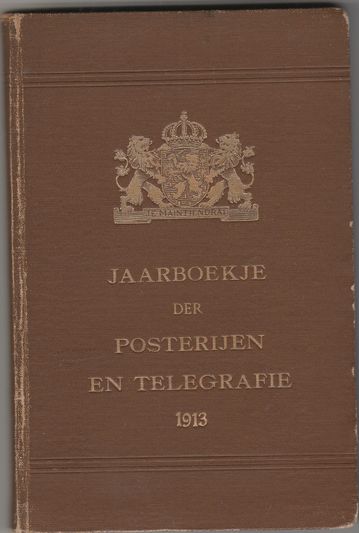 JE MAINTIENDRAI
JAARBOEKJE
DER
POSTERIJEN
EN TELEGRAFIE
1913